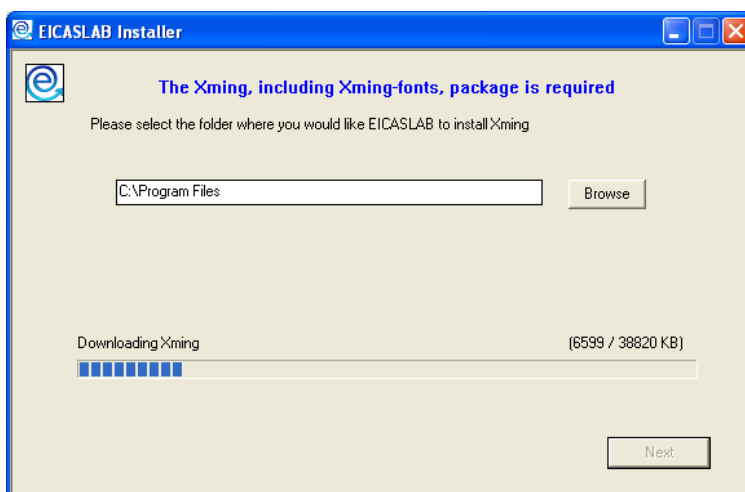 EICASLAB Installer
The Xming, including Xming-fonts, package is required
Please select the folder where you would like EICASLAB to install Xming
C:\Program Files
Browse
Downloading Xming (6599 / 38820 KB)
Next